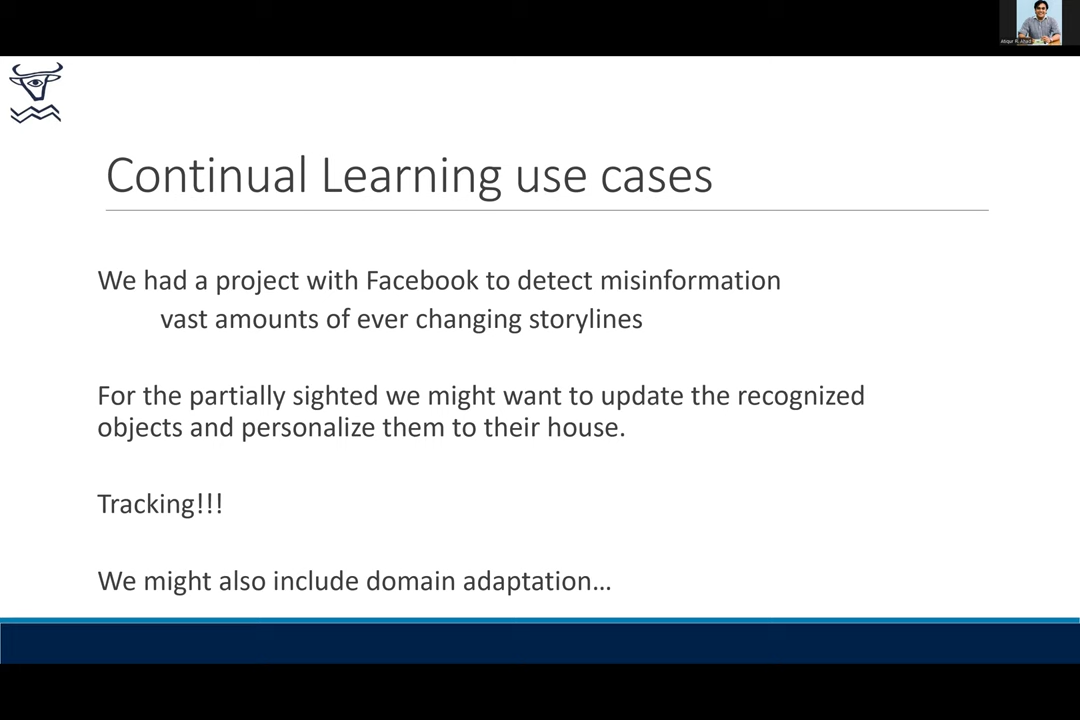 Continual Learning use cases
We had a project with Facebook to detect misinformation
vast amounts of ever changing storylines
For the partially sighted we might want to update the recognized
objects and personalize them to their house.
Tracking!!!
We might also include domain adaptation...